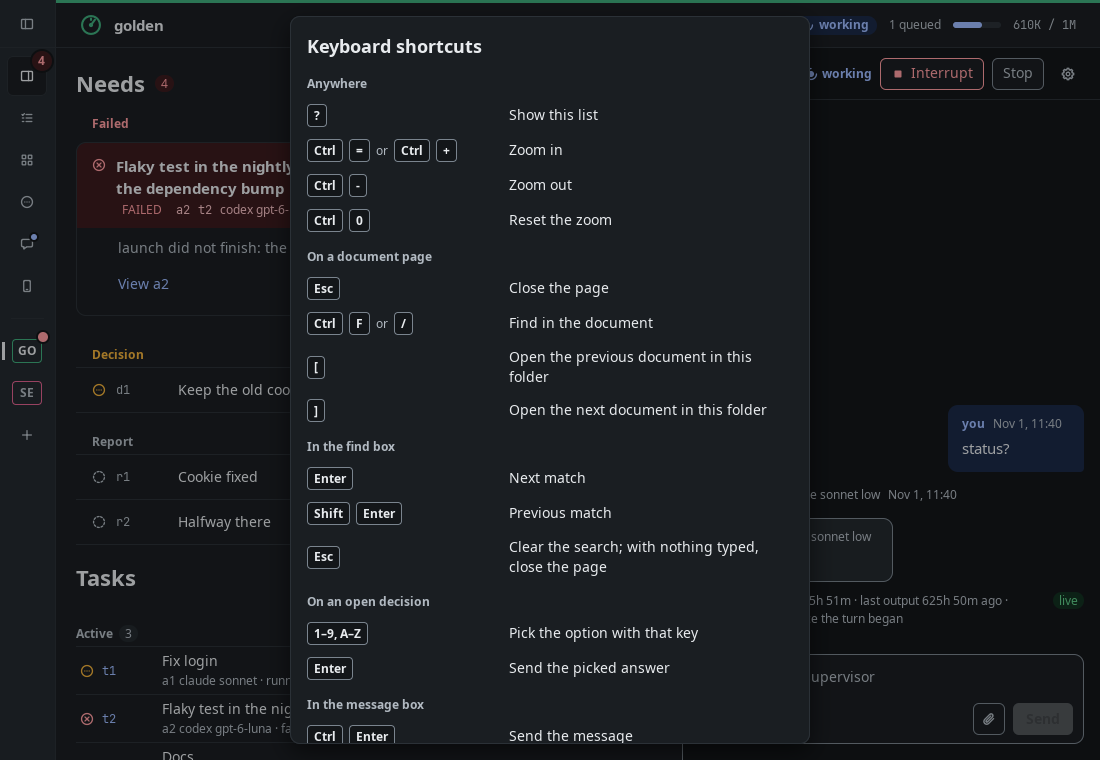 golden
working
1 queued
610K / 1M
4
Needs 4
working
Interrupt
Stop
Failed
Flaky test in the nightly
the dependency bump
FAILED a2 t2 codex gpt-6-
launch did not finish: the
View a2
GO
SE
Decision
d1 Keep the old coo
Report
r1 Cookie fixed
r2 Halfway there
Tasks
Active 3
t1 Fix login
a1 claude sonnet · runn
t2 Flaky test in the nig
a2 codex gpt-6-luna · fa
Docs
Keyboard shortcuts
Anywhere
? Show this list
Ctrl = or Ctrl + Zoom in
Ctrl - Zoom out
Ctrl 0 Reset the zoom
On a document page
Esc Close the page
Ctrl F or / Find in the document
[ Open the previous document in this
folder
] Open the next document in this folder
In the find box
Enter Next match
Shift Enter Previous match
Esc Clear the search; with nothing typed,
close the page
On an open decision
1–9, A–Z Pick the option with that key
Enter Send the picked answer
In the message box
Ctrl Enter Send the message
you Nov 1, 11:40
status?
sonnet low Nov 1, 11:40
sonnet low
5h 51m · last output 625h 50m ago ·
the turn began
live
upervisor
Send